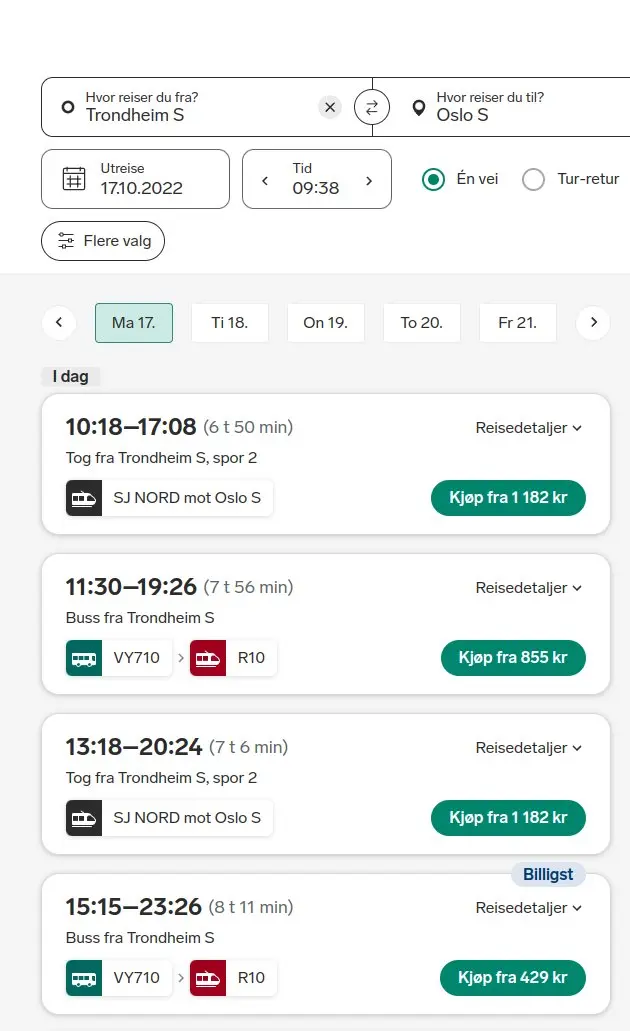 Hvor reiser du fra?
Trondheim S
Hvor reiser du til?
Oslo S
Utreise
17.10.2022
Tid
09:38
Én vei
Tur-retur
Flere valg
Ma 17.
Ti 18.
On 19.
To 20.
Fr 21.
I dag
10:18–17:08 (6 t 50 min)
Reisedetaljer
Tog fra Trondheim S, spor 2
SJ NORD mot Oslo S
Kjøp fra 1 182 kr
11:30–19:26 (7 t 56 min)
Reisedetaljer
Buss fra Trondheim S
VY710 > R10
Kjøp fra 855 kr
13:18–20:24 (7 t 6 min)
Reisedetaljer
Tog fra Trondheim S, spor 2
SJ NORD mot Oslo S
Kjøp fra 1 182 kr
Billigst
15:15–23:26 (8 t 11 min)
Reisedetaljer
Buss fra Trondheim S
VY710 > R10
Kjøp fra 429 kr